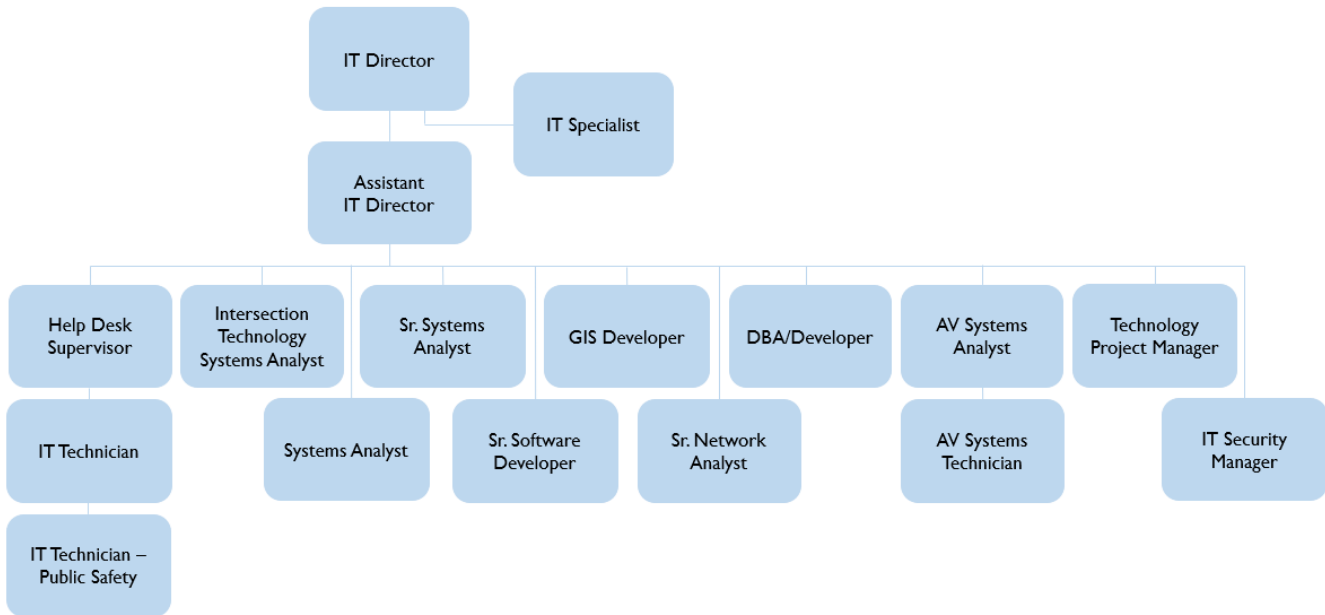 IT Director
IT Specialist
Assistant
IT Director
Help Desk
Supervisor
Intersection
Technology
Systems Analyst
Sr. Systems
Analyst
GIS Developer
DBA/Developer
AV Systems
Analyst
Technology
Project Manager
IT Technician
Systems Analyst
Sr. Software
Developer
Sr. Network
Analyst
AV Systems
Technician
IT Security
Manager
IT Technician –
Public Safety